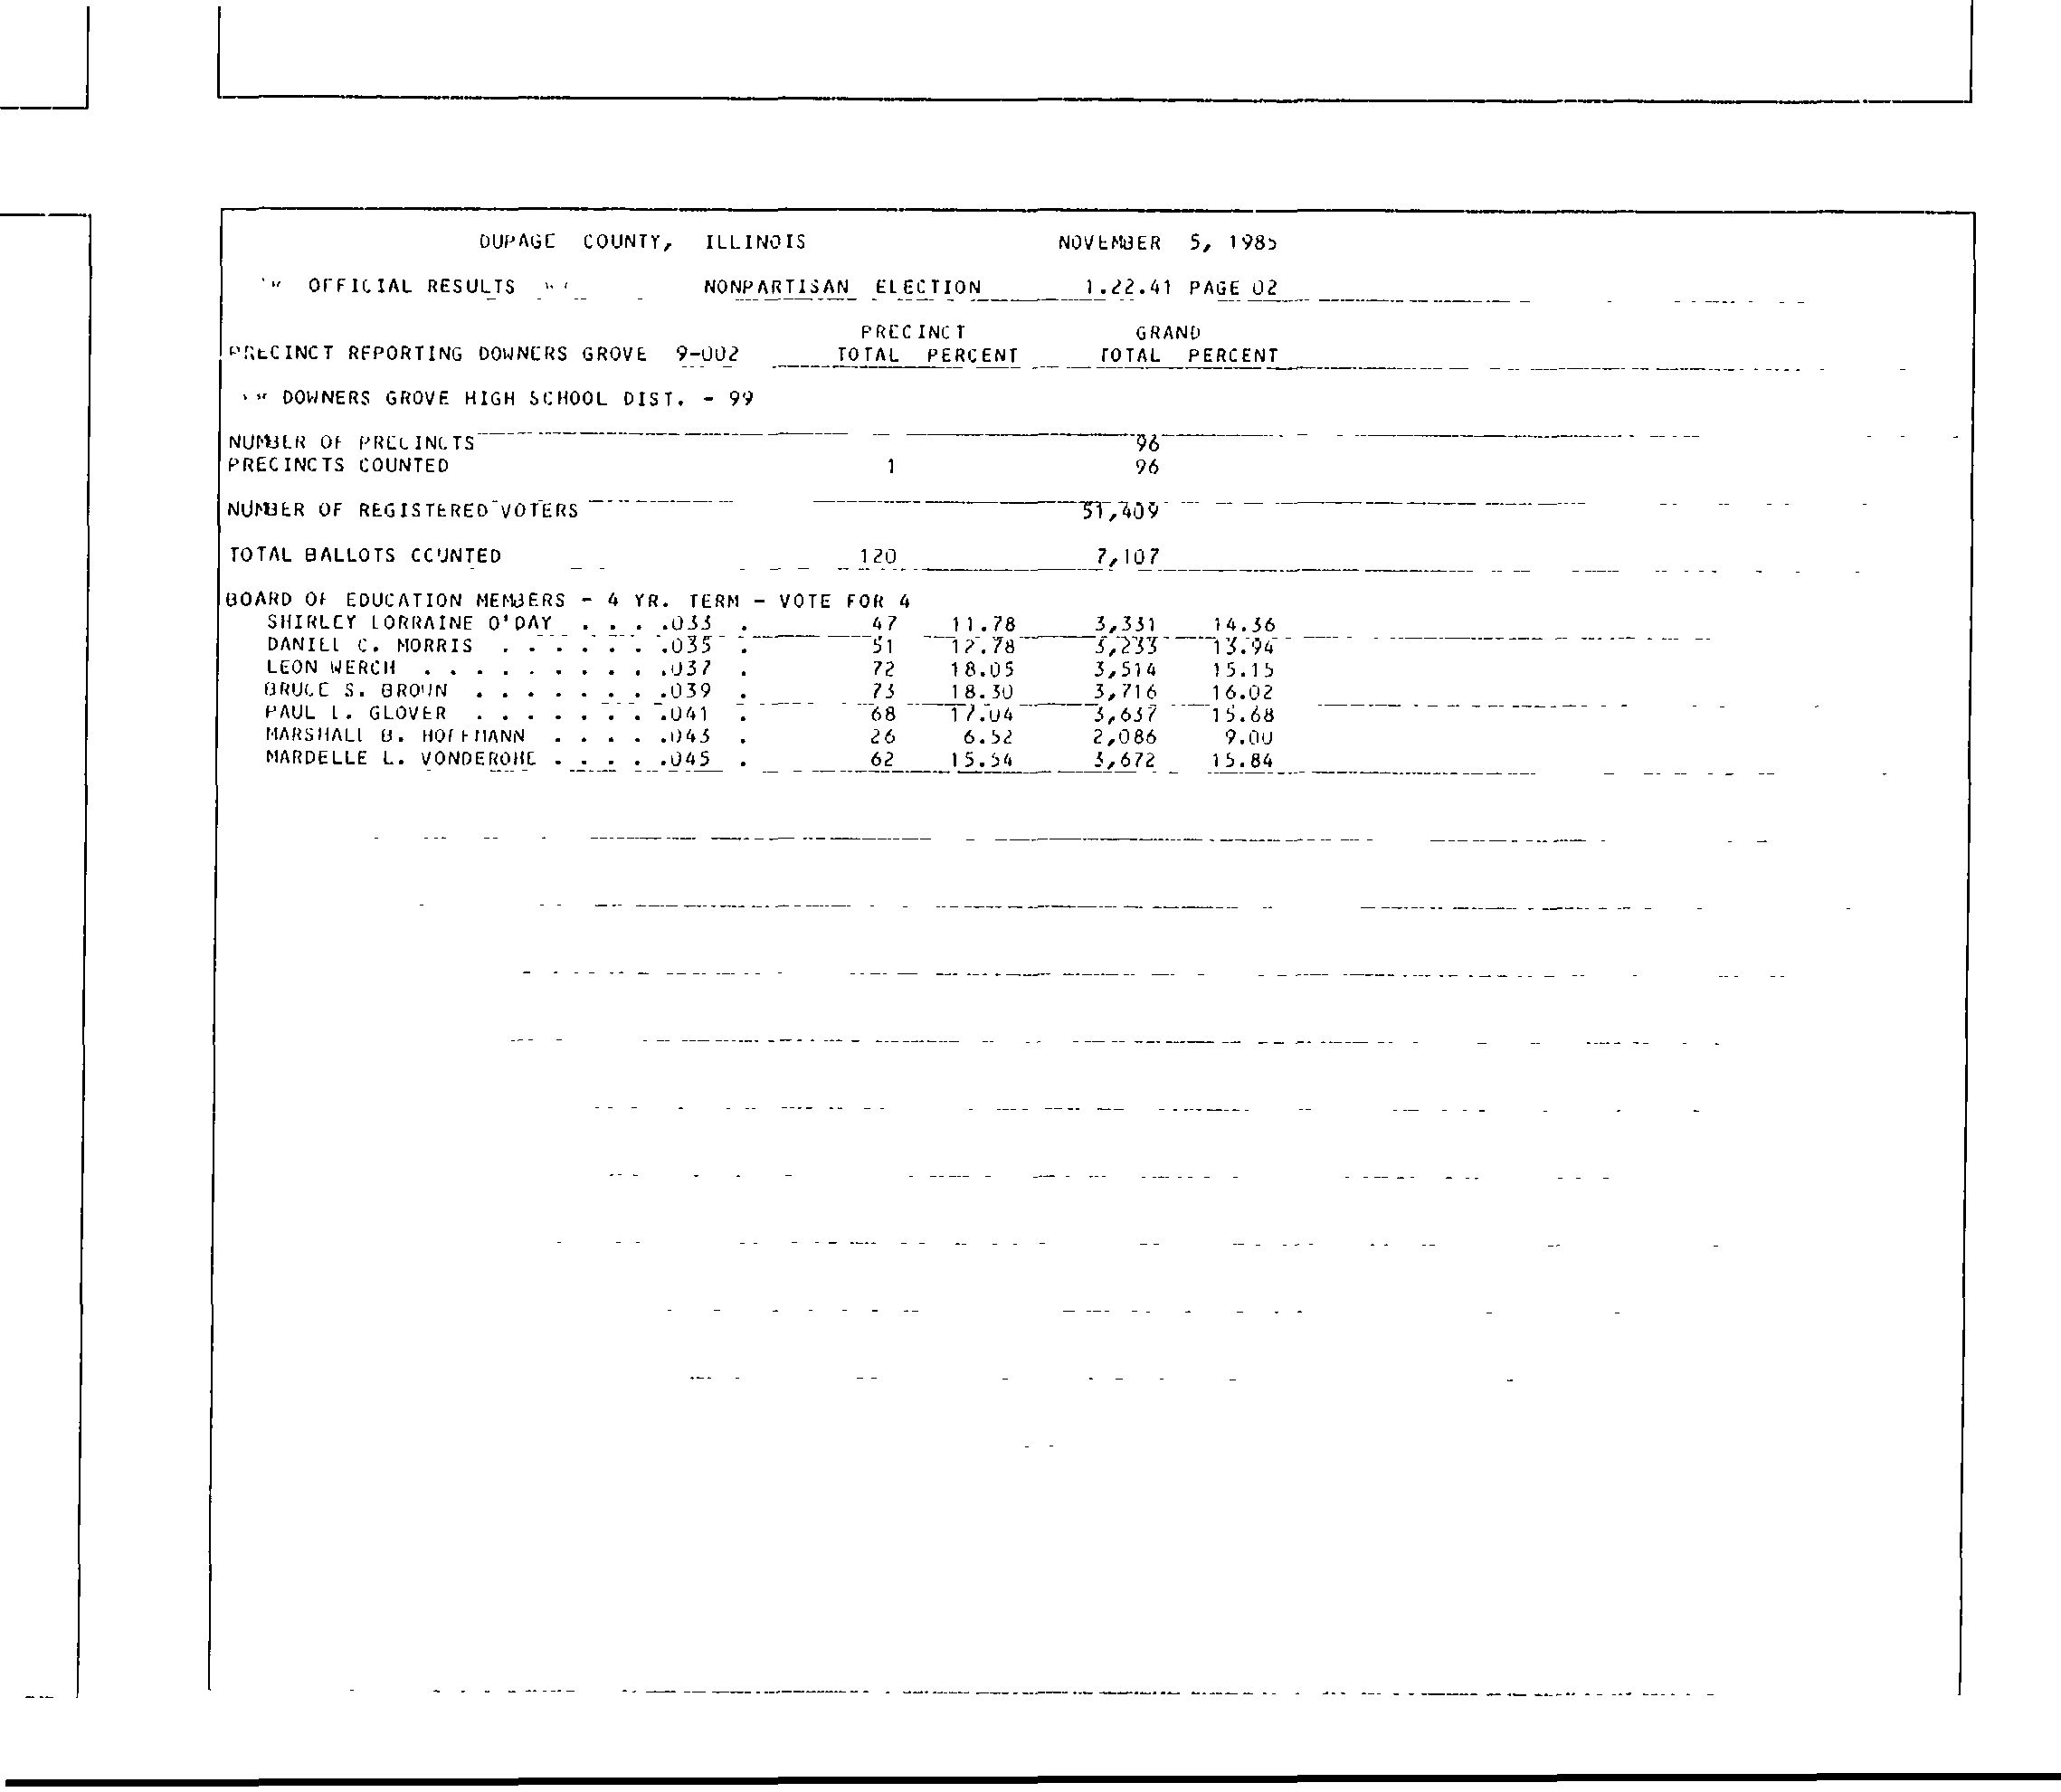 DUPAGE COUNTY, ILLINOIS NOVEMBER 5, 1985
OFFICIAL RESULTS NONPARTISAN ELECTION 1.22.41 PAGE 02
PRECINCT GRAND
PRECINCT REPORTING DOWNERS GROVE 9-002 TOTAL PERCENT TOTAL PERCENT
DOWNERS GROVE HIGH SCHOOL DIST. - 99
NUMBER OF PRECINCTS 96
PRECINCTS COUNTED 1 96
NUMBER OF REGISTERED VOTERS 51,409
TOTAL BALLOTS COUNTED 120 7,107
BOARD OF EDUCATION MEMBERS - 4 YR. TERM - VOTE FOR 4
SHIRLEY LORRAINE O'DAY . . . .033 . 47 11.78 3,331 14.36
DANIEL C. MORRIS . . . . . . .035 . 51 12.78 3,233 13.94
LEON WERCH . . . . . . . . . .037 . 72 18.05 3,514 15.15
BRUCE S. BROWN . . . . . . . .039 . 73 18.30 3,716 16.02
PAUL L. GLOVER . . . . . . . .041 . 68 17.04 3,637 15.68
MARSHALL B. HOFFMANN . . . . .043 . 26 6.52 2,086 9.00
MARDELLE L. VONDEROHE . . . . .045 . 62 15.54 3,672 15.84